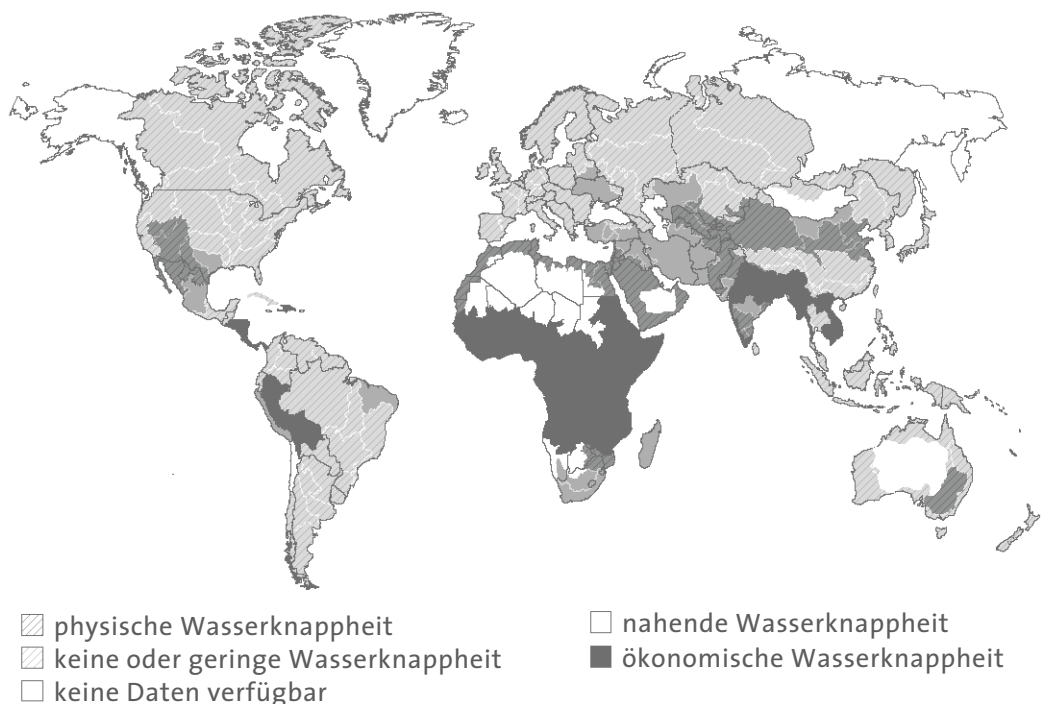 physische Wasserknappheit
keine oder geringe Wasserknappheit
keine Daten verfügbar
nahende Wasserknappheit
ökonomische Wasserknappheit